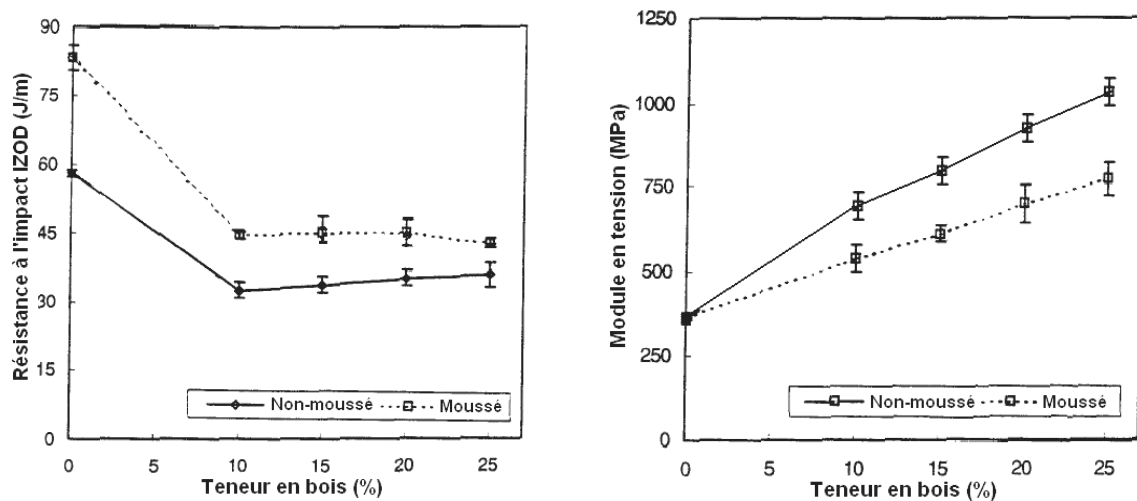 Résistance à l'impact IZOD (J/m)
90
75
60
45
30
15
0
Non-moussé
Moussé
0 5 10 15 20 25
Teneur en bois (%)
Module en tension (MPa)
1250
1000
750
500
250
0
Non-moussé
Moussé
0 5 10 15 20 25
Teneur en bois (%)